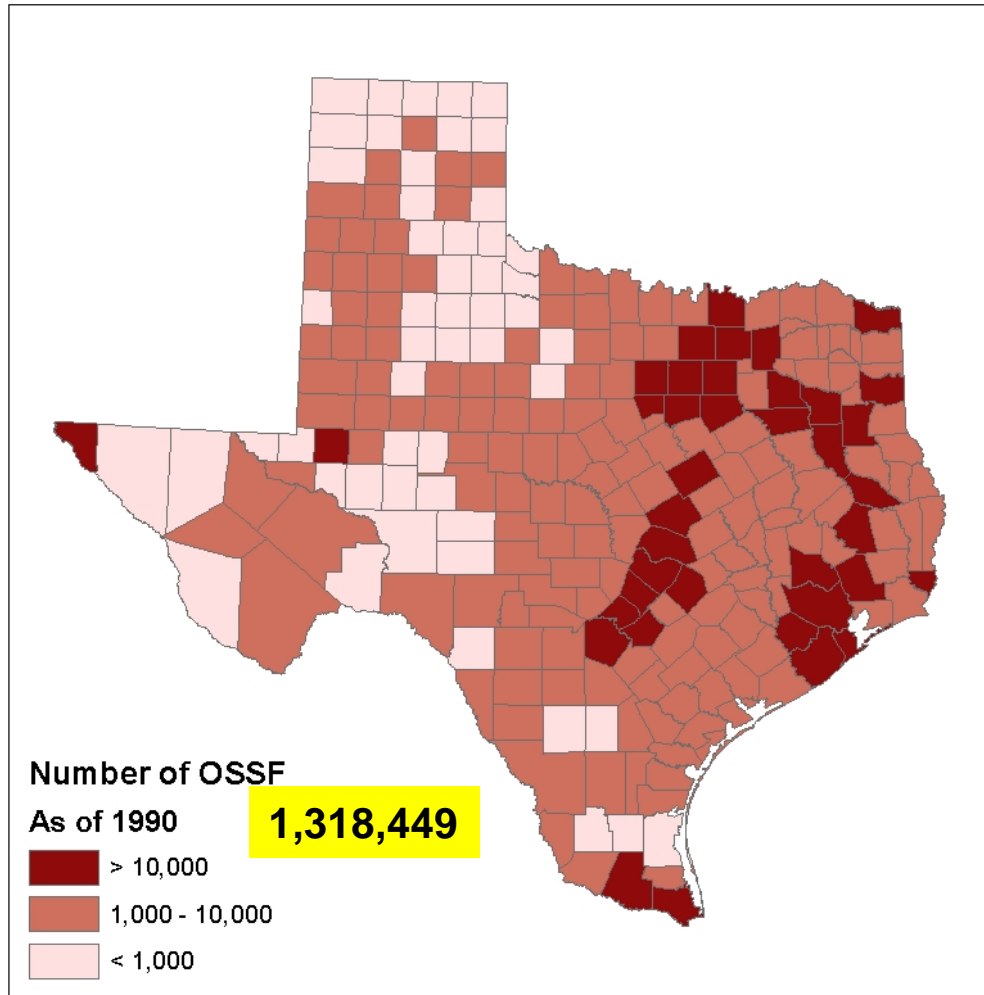 Number of OSSF
As of 1990
1,318,449
> 10,000
1,000 - 10,000
< 1,000